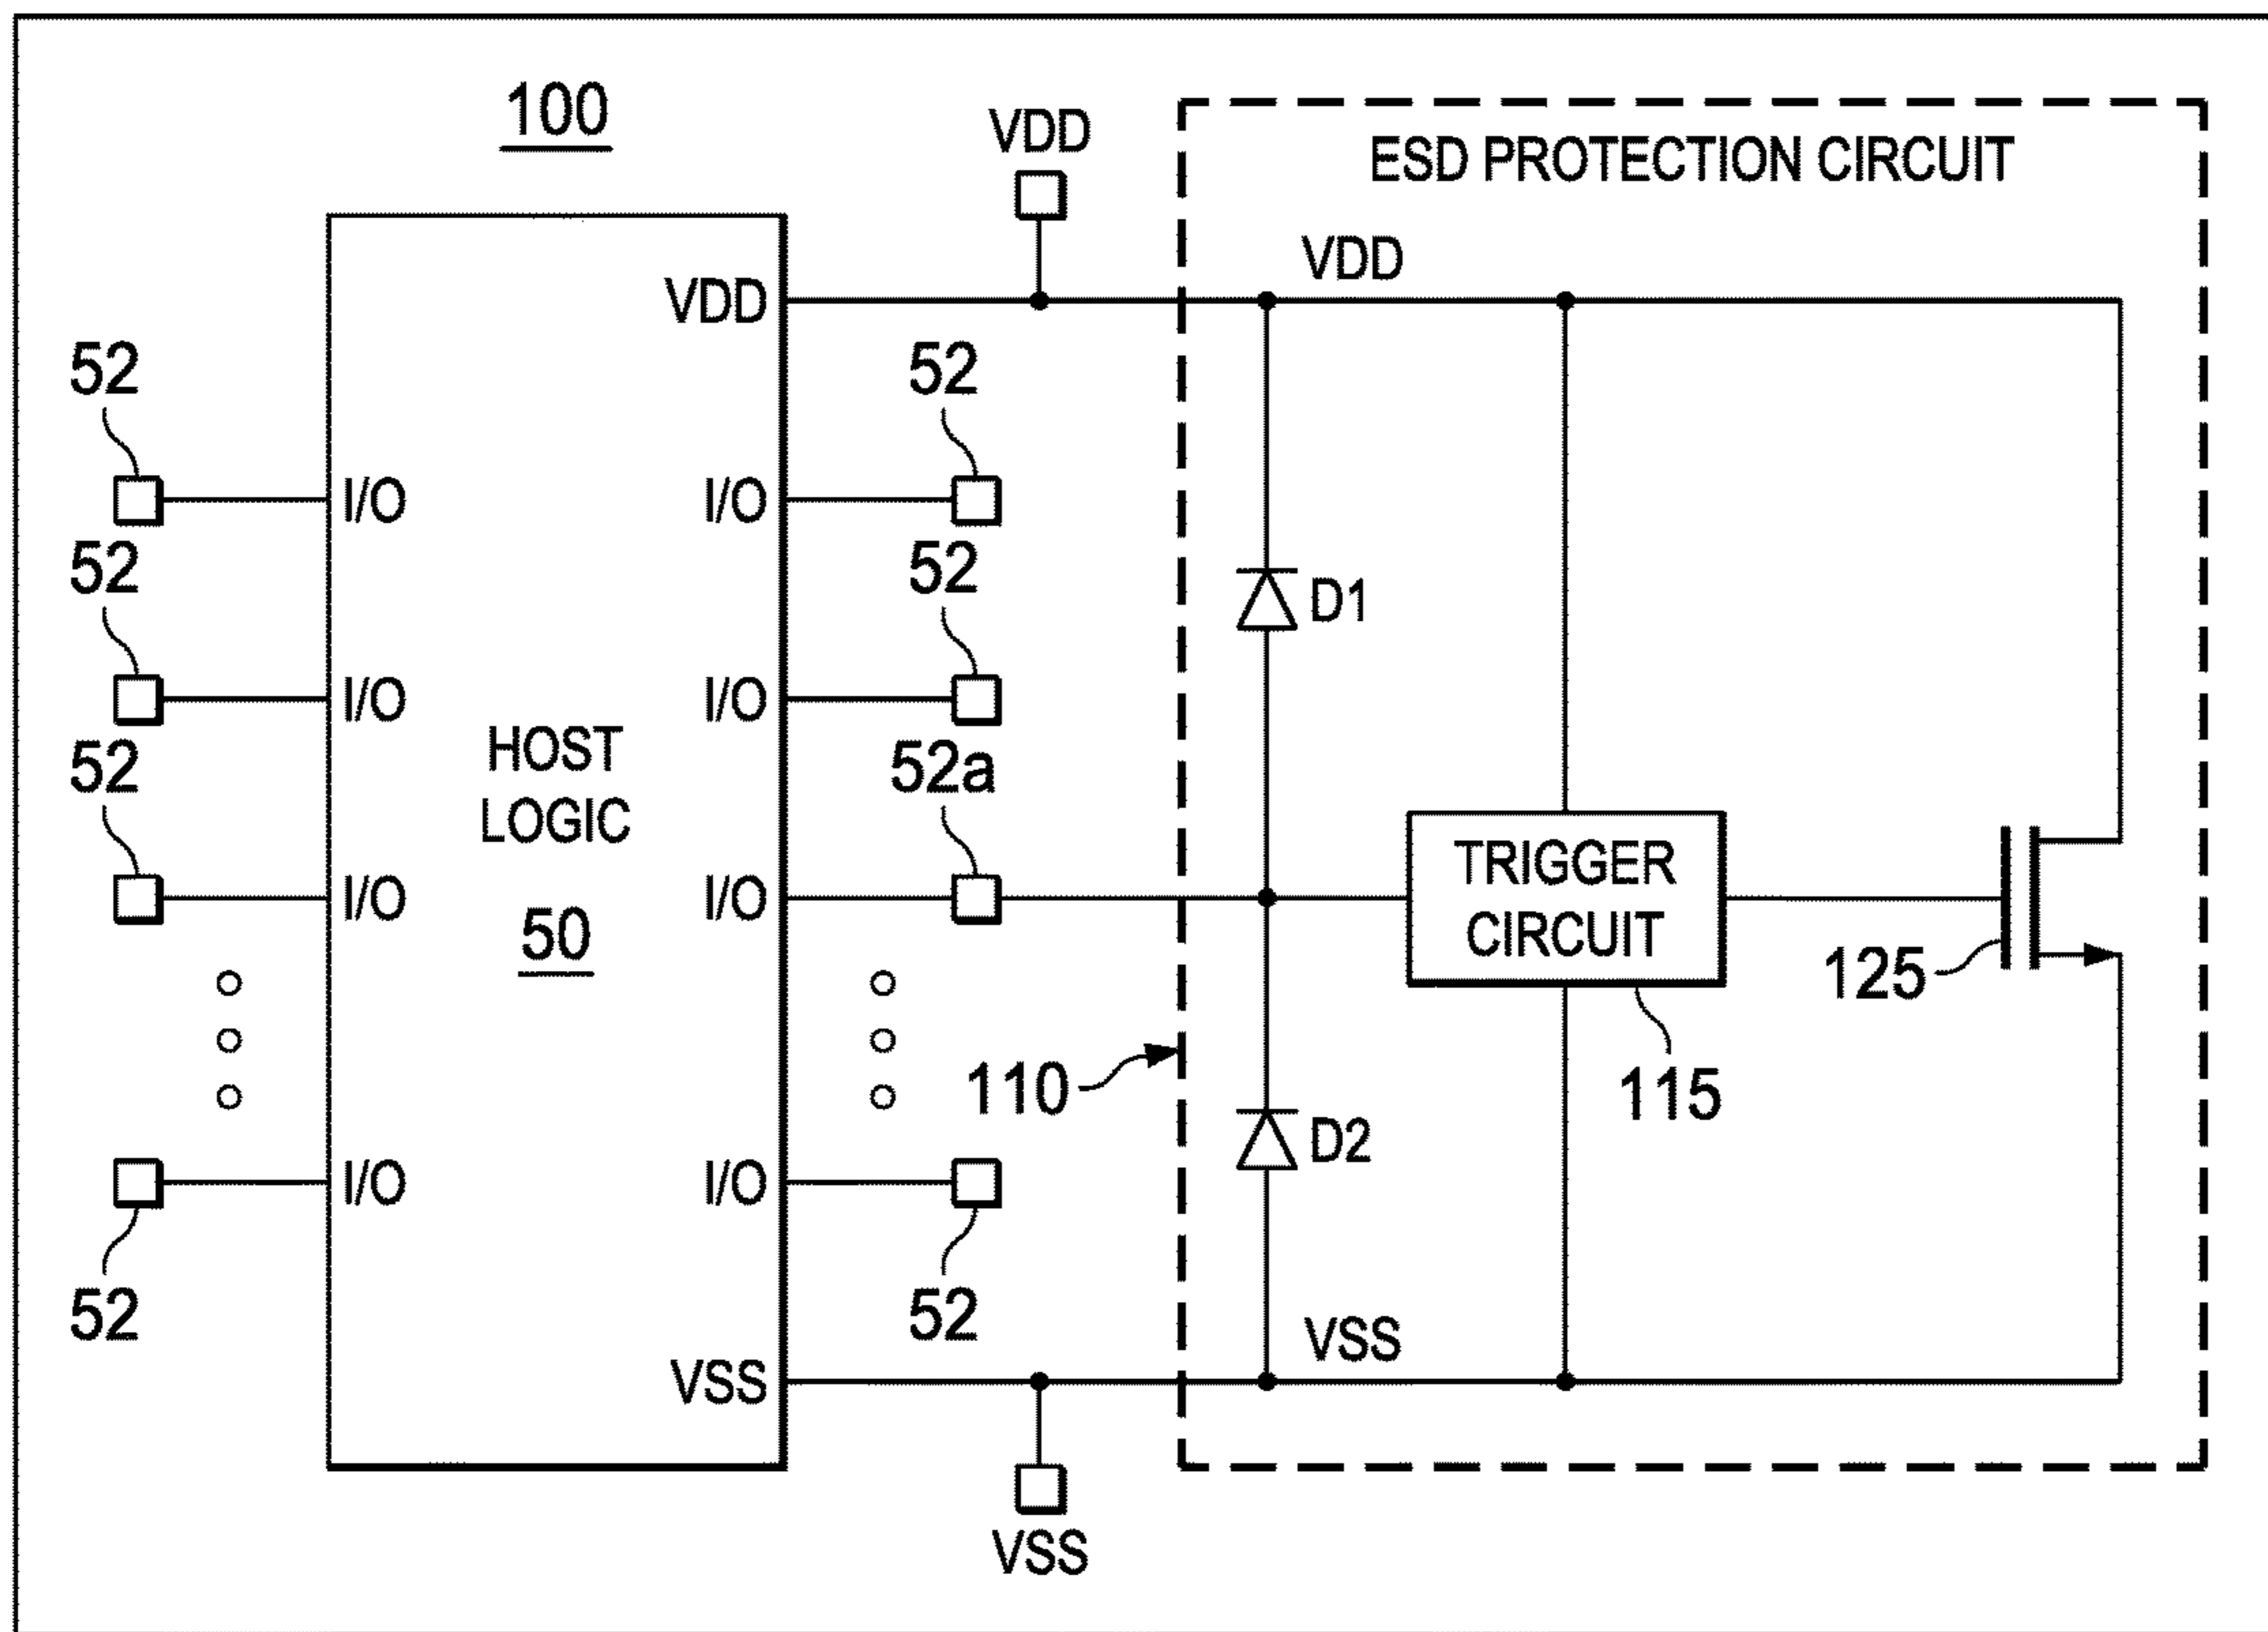 100
VDD
ESD PROTECTION CIRCUIT
VDD
VDD
52
52
I/O
I/O
D1
52
52
I/O
I/O
HOST
LOGIC
50
52
52a
I/O
I/O
TRIGGER
CIRCUIT
125
110
115
D2
I/O
I/O
52
52
VSS
VSS
VSS